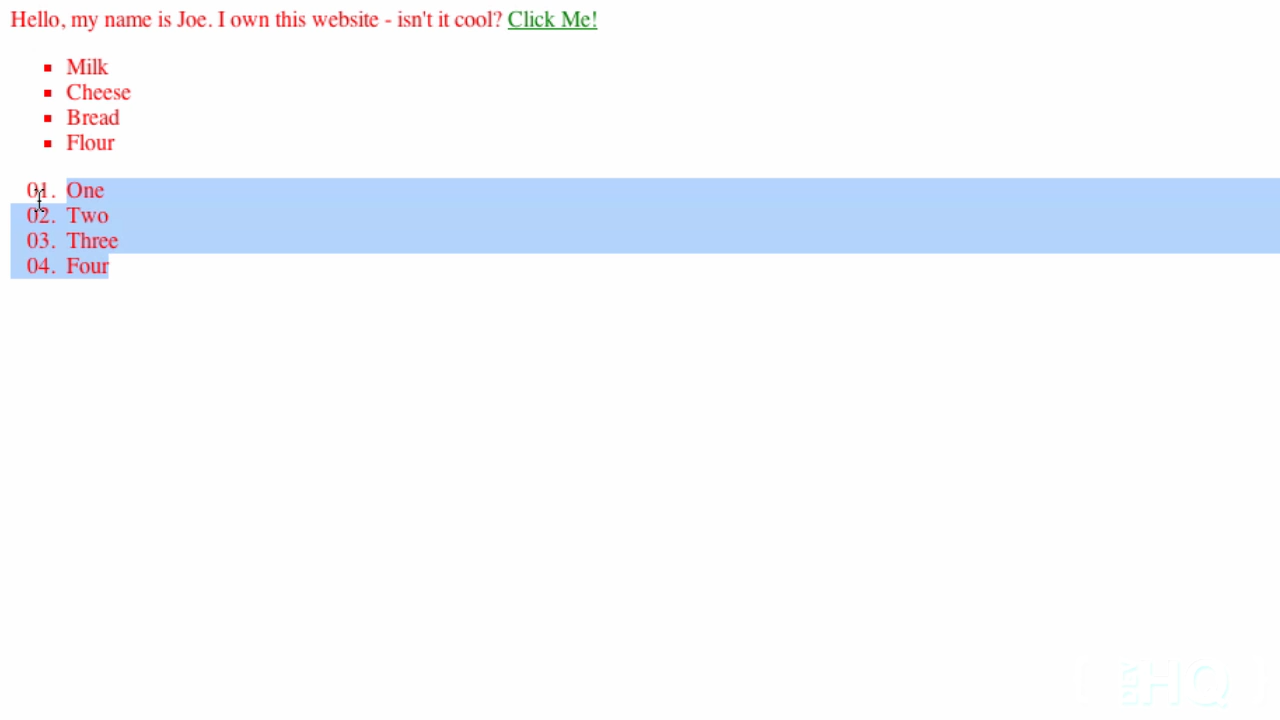 Hello, my name is Joe. I own this website - isn't it cool? Click Me!
Milk
Cheese
Bread
Flour
01. One
02. Two
03. Three
04. Four
DEVHQ